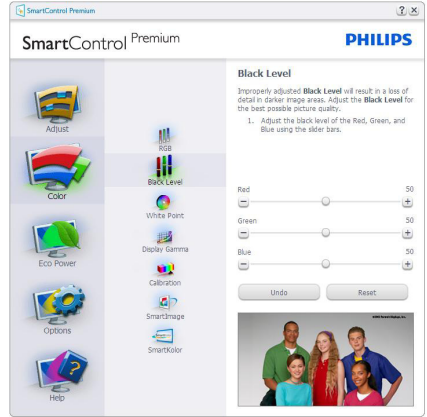 SmartControl Premium
SmartControl Premium
PHILIPS
Adjust
Color
Eco Power
Options
Help
RGB
Black Level
White Point
Display Gamma
Calibration
SmartImage
SmartKolor
Black Level
Improperly adjusted Black Level will result in a loss of
detail in darker image areas. Adjust the Black Level for
the best possible picture quality.
1. Adjust the black level of the Red, Green, and
Blue using the slider bars.
Red 50
Green 50
Blue 50
Undo Reset